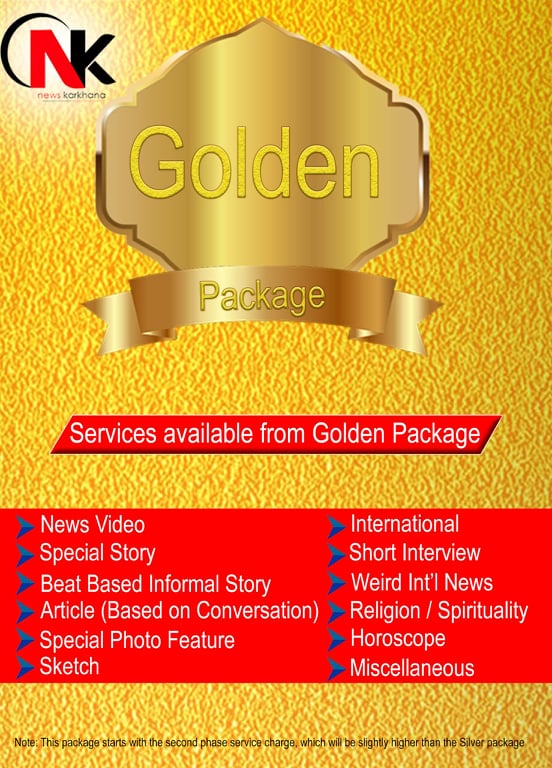 NK
news karkhana
Golden
Package
Services available from Golden Package
News Video
Special Story
Beat Based Informal Story
Article (Based on Conversation)
Special Photo Feature
Sketch
International
Short Interview
Weird Int'l News
Religion / Spirituality
Horoscope
Miscellaneous
Note: This package starts with the second phase service charge, which will be slightly higher than the Silver package